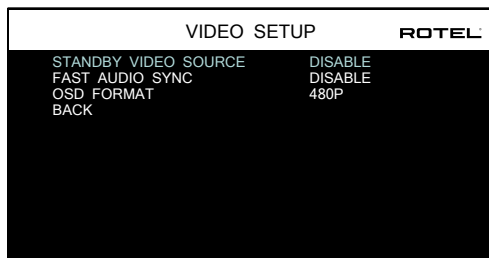 VIDEO SETUP ROTEL
STANDBY VIDEO SOURCE DISABLE
FAST AUDIO SYNC DISABLE
OSD FORMAT 480P
BACK